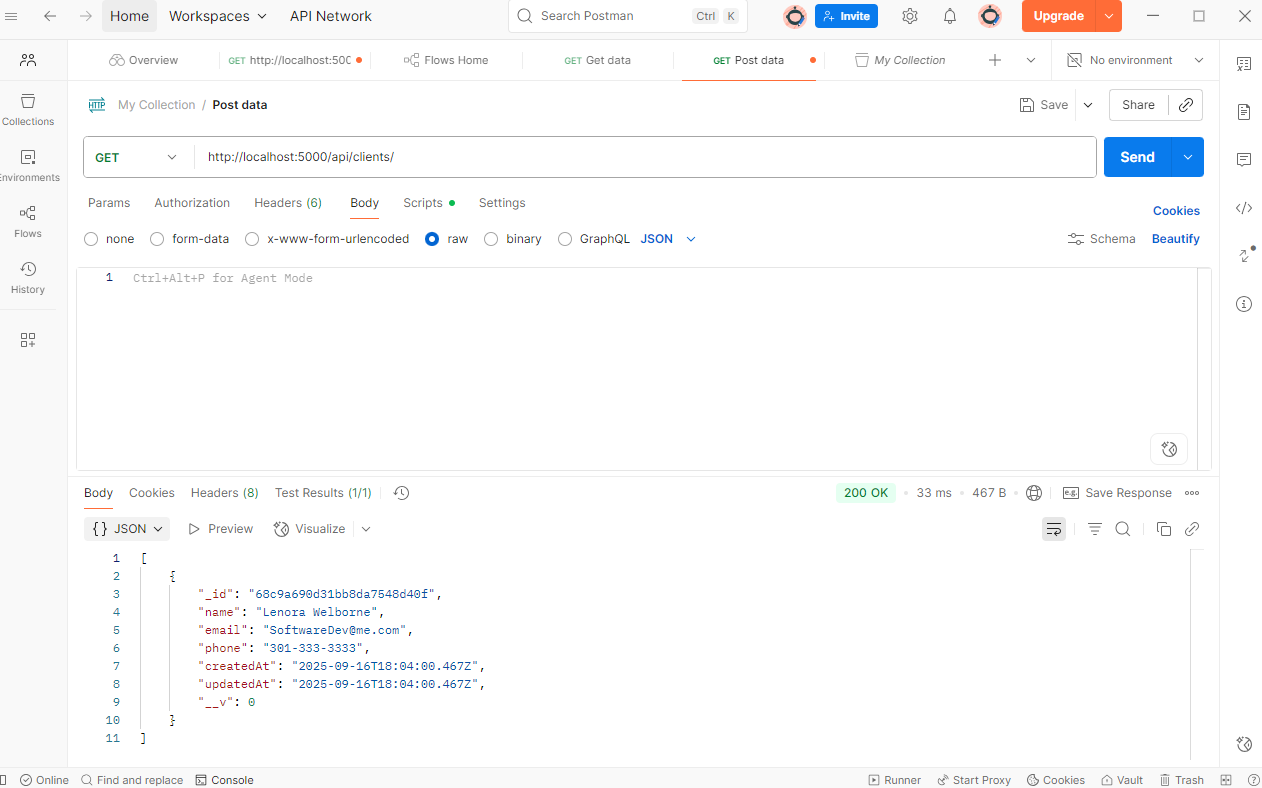 Home Workspaces API Network Search Postman Ctrl K Invite Upgrade
Overview GET http://localhost:500 Flows Home GET Get data GET Post data My Collection No environment
HTTP My Collection / Post data Save Share
Collections
GET http://localhost:5000/api/clients/ Send
Environments
Params Authorization Headers (6) Body Scripts Settings Cookies
Flows
none form-data x-www-form-urlencoded raw binary GraphQL JSON Schema Beautify
History
1 Ctrl+Alt+P for Agent Mode
Body Cookies Headers (8) Test Results (1/1) 200 OK 33 ms 467 B e.g. Save Response
{} JSON Preview Visualize
1 [
2 {
3 "_id": "68c9a690d31bb8da7548d40f",
4 "name": "Lenora Welborne",
5 "email": "SoftwareDev@me.com",
6 "phone": "301-333-3333",
7 "createdAt": "2025-09-16T18:04:00.467Z",
8 "updatedAt": "2025-09-16T18:04:00.467Z",
9 "__v": 0
10 }
11 ]
Online Find and replace Console Runner Start Proxy Cookies Vault Trash